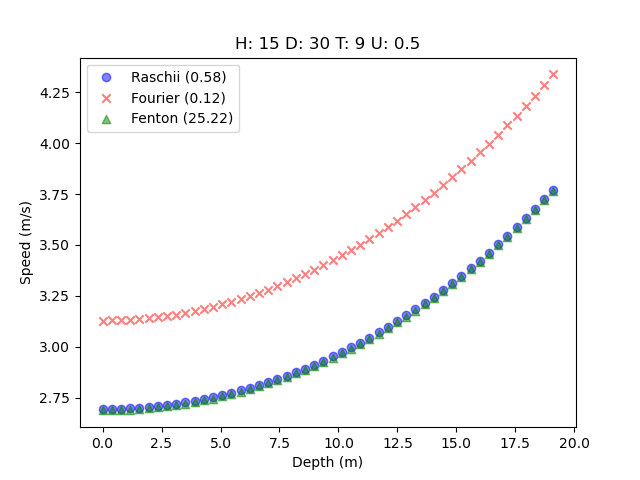 H: 15 D: 30 T: 9 U: 0.5
Raschii (0.58)
Fourier (0.12)
Fenton (25.22)
4.25
4.00
3.75
3.50
3.25
3.00
2.75
Speed (m/s)
0.0 2.5 5.0 7.5 10.0 12.5 15.0 17.5 20.0
Depth (m)